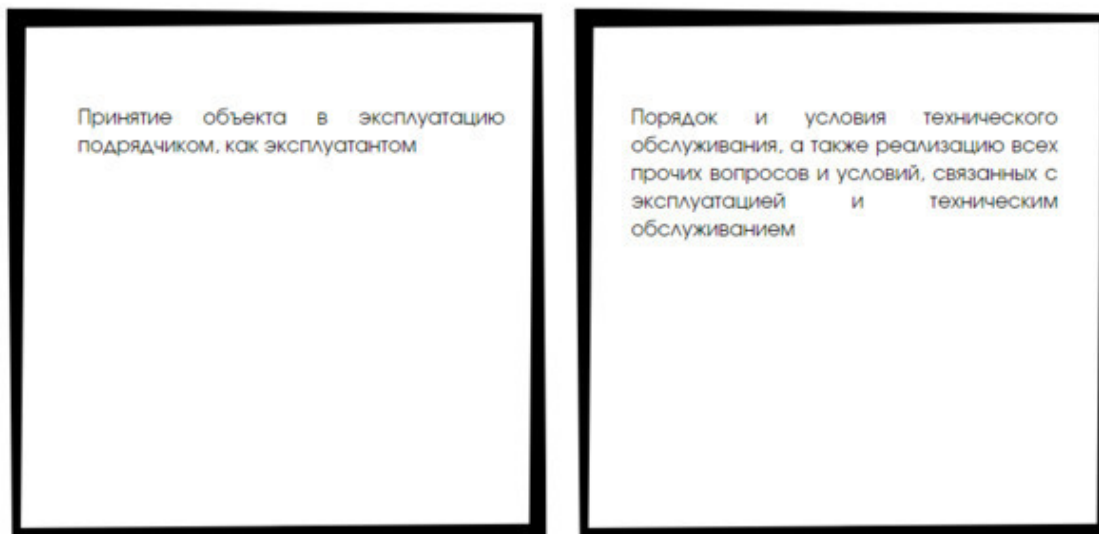 Принятие объекта в эксплуатацию
подрядчиком, как эксплуатантом
Порядок и условия технического
обслуживания, а также реализацию всех
прочих вопросов и условий, связанных с
эксплуатацией и техническим
обслуживанием